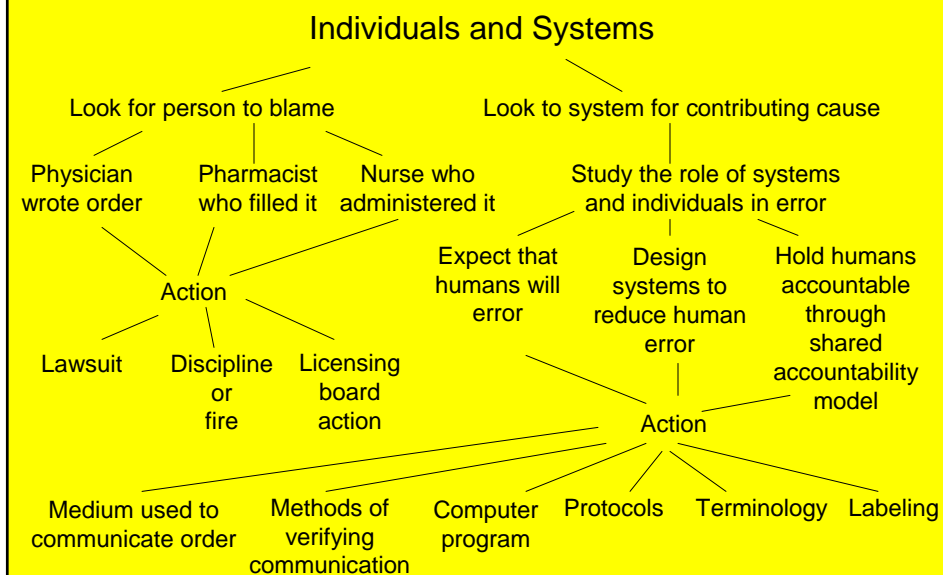 Individuals and Systems
Look for person to blame
Look to system for contributing cause
Physician
wrote order
Pharmacist
who filled it
Nurse who
administered it
Study the role of systems
and individuals in error
Action
Lawsuit
Discipline
or
fire
Licensing
board
action
Expect that
humans will
error
Design
systems to
reduce human
error
Hold humans
accountable
through
shared
accountability
model
Action
Medium used to
communicate order
Methods of
verifying
communication
Computer
program
Protocols
Terminology
Labeling